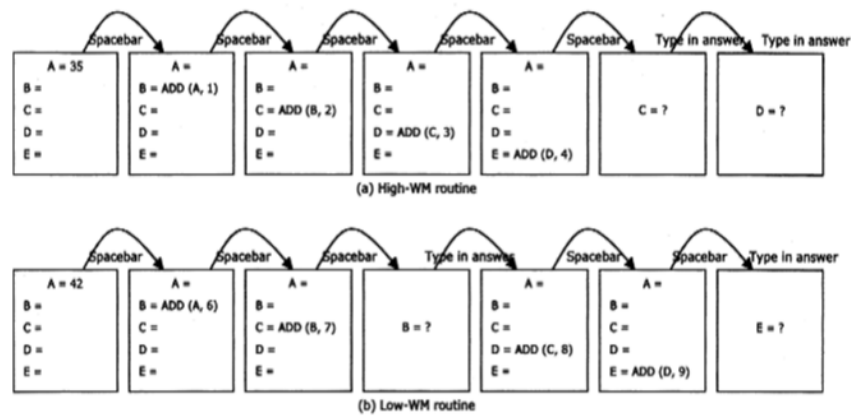 Spacebar Spacebar Spacebar Spacebar Spacebar Type in answer Type in answer
A = 35
B =
C =
D =
E =
A =
B = ADD (A, 1)
C =
D =
E =
A =
B =
C = ADD (B, 2)
D =
E =
A =
B =
C =
D = ADD (C, 3)
E =
A =
B =
C =
D =
E = ADD (D, 4)
C = ?
D = ?
(a) High-WM routine
Spacebar Spacebar Spacebar Type in answer Spacebar Spacebar Type in answer
A = 42
B =
C =
D =
E =
A =
B = ADD (A, 6)
C =
D =
E =
A =
B =
C = ADD (B, 7)
D =
E =
B = ?
A =
B =
C =
D = ADD (C, 8)
E =
A =
B =
C =
D =
E = ADD (D, 9)
E = ?
(b) Low-WM routine